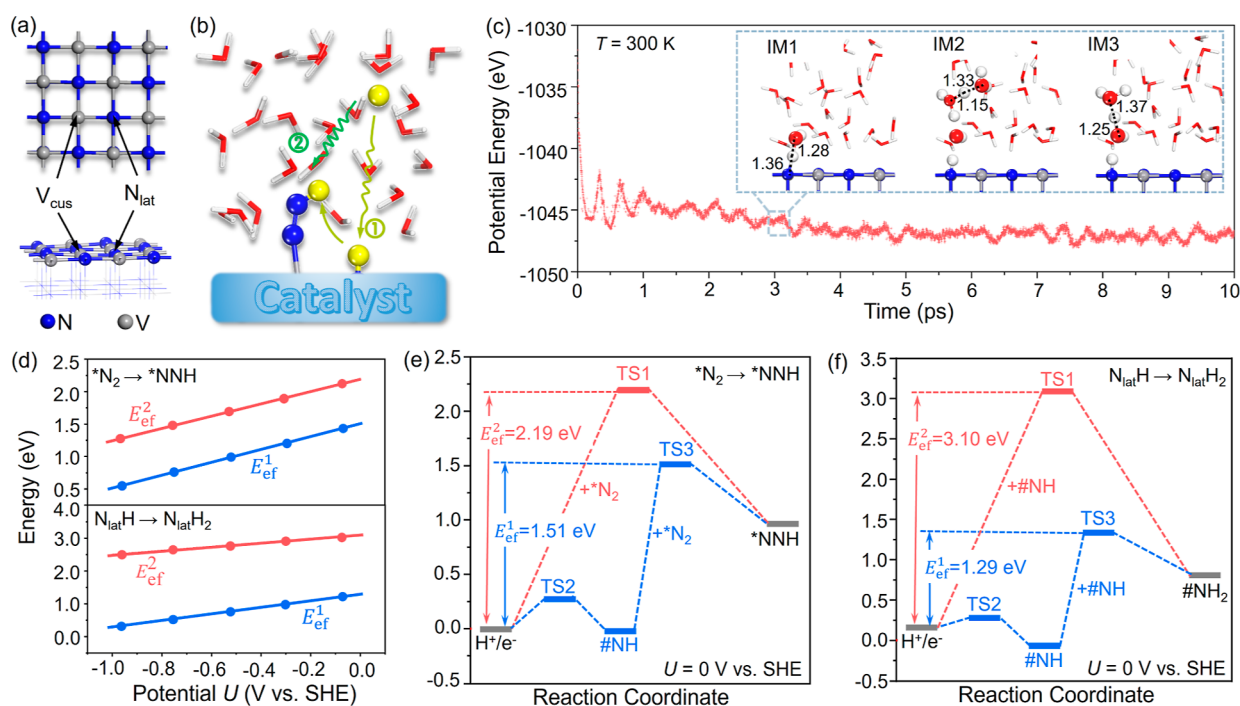 (a)
V_cus
N_lat
N
V
(b)
②
①
Catalyst
(c)
T = 300 K
IM1
IM2
IM3
1.36
1.28
1.33
1.15
1.37
1.25
Potential Energy (eV)
-1030
-1035
-1040
-1045
-1050
0 1 2 3 4 5 6 7 8 9 10
Time (ps)
(d)
*N₂ → *NNH
E²_ef
E¹_ef
2.5
2.0
1.5
1.0
0.5
N_latH → N_latH₂
E²_ef
E¹_ef
4.0
3.0
2.0
1.0
0.0
Energy (eV)
-1.0 -0.8 -0.6 -0.4 -0.2 0.0
Potential U (V vs. SHE)
(e)
*N₂ → *NNH
2.5
2.0
1.5
1.0
0.5
0.0
-0.5
TS1
E²_ef=2.19 eV
TS3
+*N₂
+*N₂
E¹_ef=1.51 eV
*NNH
TS2
H⁺/e⁻
#NH
U = 0 V vs. SHE
Reaction Coordinate
(f)
N_latH → N_latH₂
3.5
3.0
2.5
2.0
1.5
1.0
0.5
0.0
-0.5
TS1
E²_ef=3.10 eV
+#NH
TS3
E¹_ef=1.29 eV
+#NH
#NH₂
TS2
H⁺/e⁻
#NH
U = 0 V vs. SHE
Reaction Coordinate